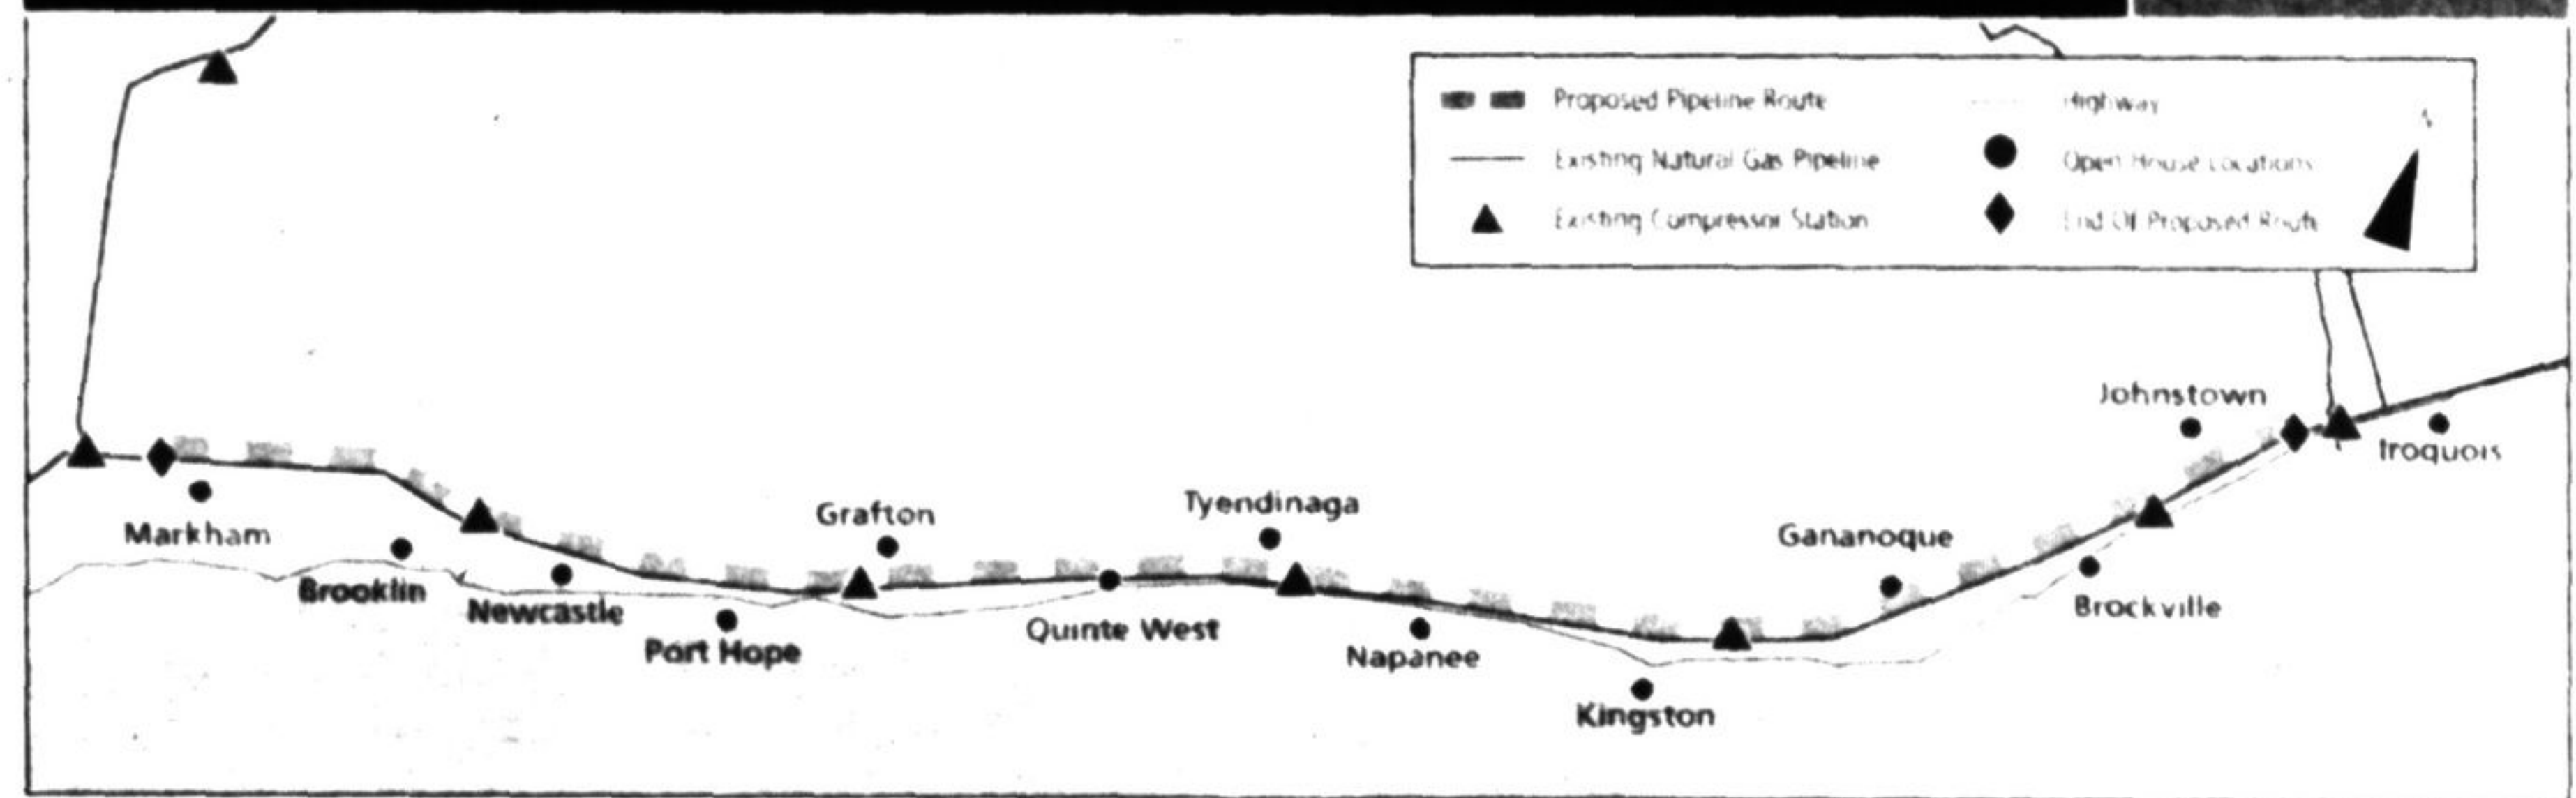 Proposed Pipeline Route
Highway
Existing Natural Gas Pipeline
Open House Locations
Existing Compressor Station
End Of Proposed Route
N
Johnstown
Iroquois
Tyendinaga
Grafton
Markham
Gananoque
Brooklin
Newcastle
Brockville
Quinte West
Port Hope
Napanee
Kingston